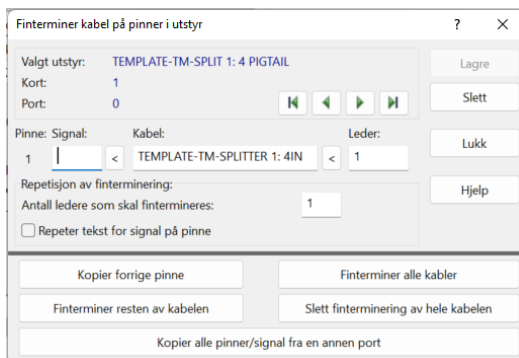 Finterminer kabel på pinner i utstyr
Valgt utstyr: TEMPLATE-TM-SPLIT 1: 4 PIGTAIL
Kort: 1
Port: 0
Lagre
Slett
Lukk
Hjelp
Pinne: Signal: Kabel: Leder:
1 < TEMPLATE-TM-SPLITTER 1: 4IN < 1
Repetisjon av finterminering:
Antall ledere som skal fintermineres: 1
Repeter tekst for signal på pinne
Kopier forrige pinne
Finterminer alle kabler
Finterminer resten av kabelen
Slett finterminering av hele kabelen
Kopier alle pinner/signal fra en annen port